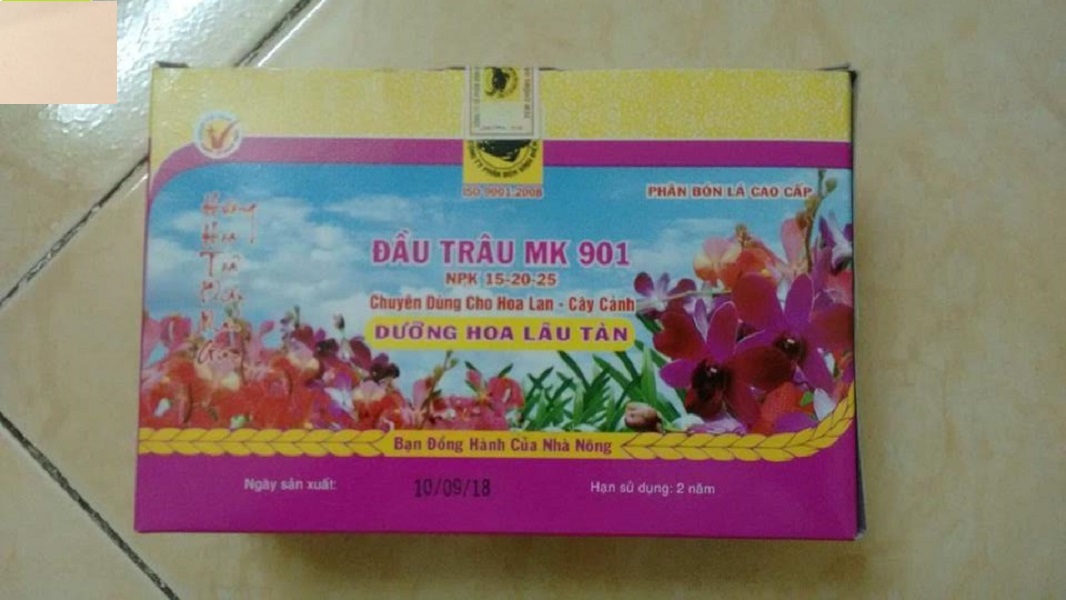 ISO 9001:2008
PHÂN BÓN LÁ CAO CẤP
ĐẦU TRÂU MK 901
NPK 15-20-25
Chuyên Dùng Cho Hoa Lan - Cây Cảnh
DƯỠNG HOA LÂU TÀN
Bạn Đồng Hành Của Nhà Nông
Ngày sản xuất: 10/09/18 Hạn sử dụng: 2 năm